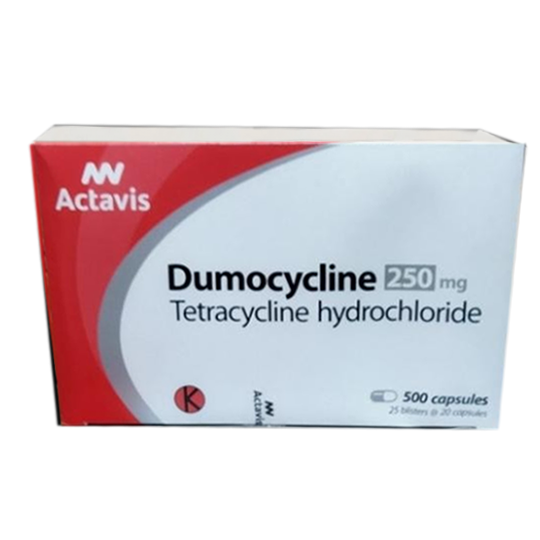 Actavis
Dumocycline 250 mg
Tetracycline hydrochloride
K
Actavis
500 capsules
25 blisters @ 20 capsules